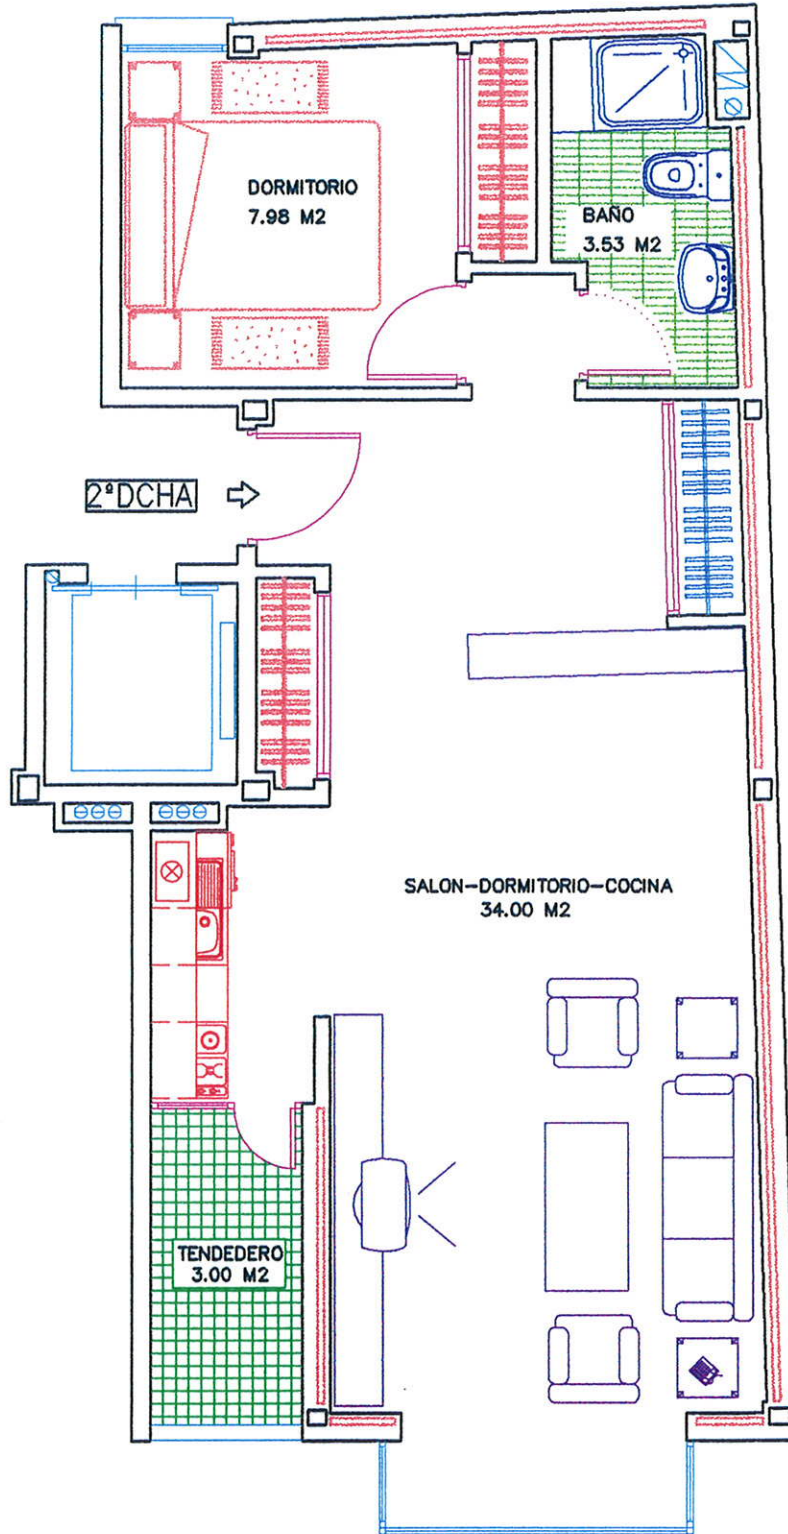 DORMITORIO
7.98 M2
BAÑO
3.53 M2
2ºDCHA
SALON-DORMITORIO-COCINA
34.00 M2
TENDEDERO
3.00 M2